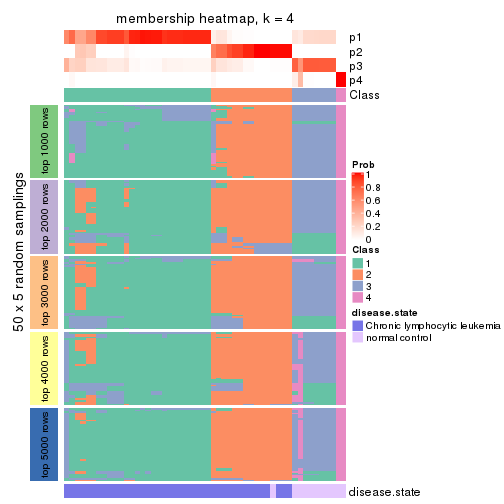 membership heatmap, k = 4
p1
p2
p3
p4
Class
50 x 5 random samplings
top 1000 rows
top 2000 rows
top 3000 rows
top 4000 rows
top 5000 rows
Prob
1
0.8
0.6
0.4
0.2
0
Class
1
2
3
4
disease.state
Chronic lymphocytic leukemia
normal control
disease.state